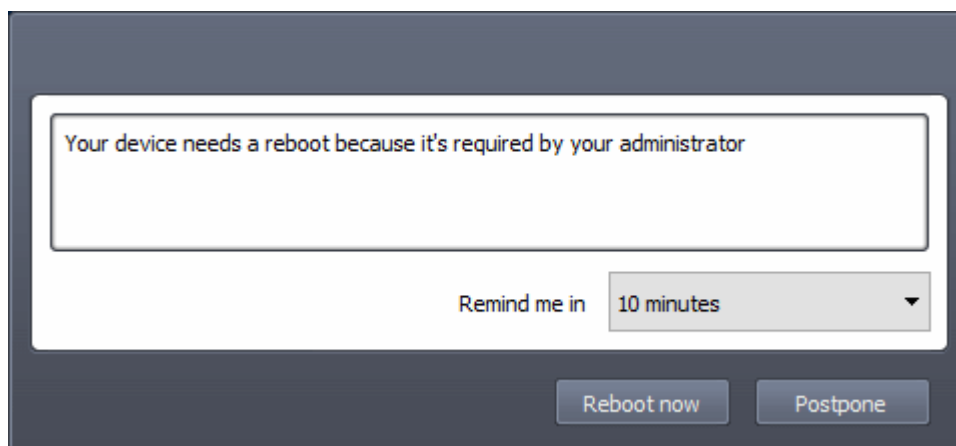 Your device needs a reboot because it's required by your administrator
Remind me in 10 minutes
Reboot now Postpone